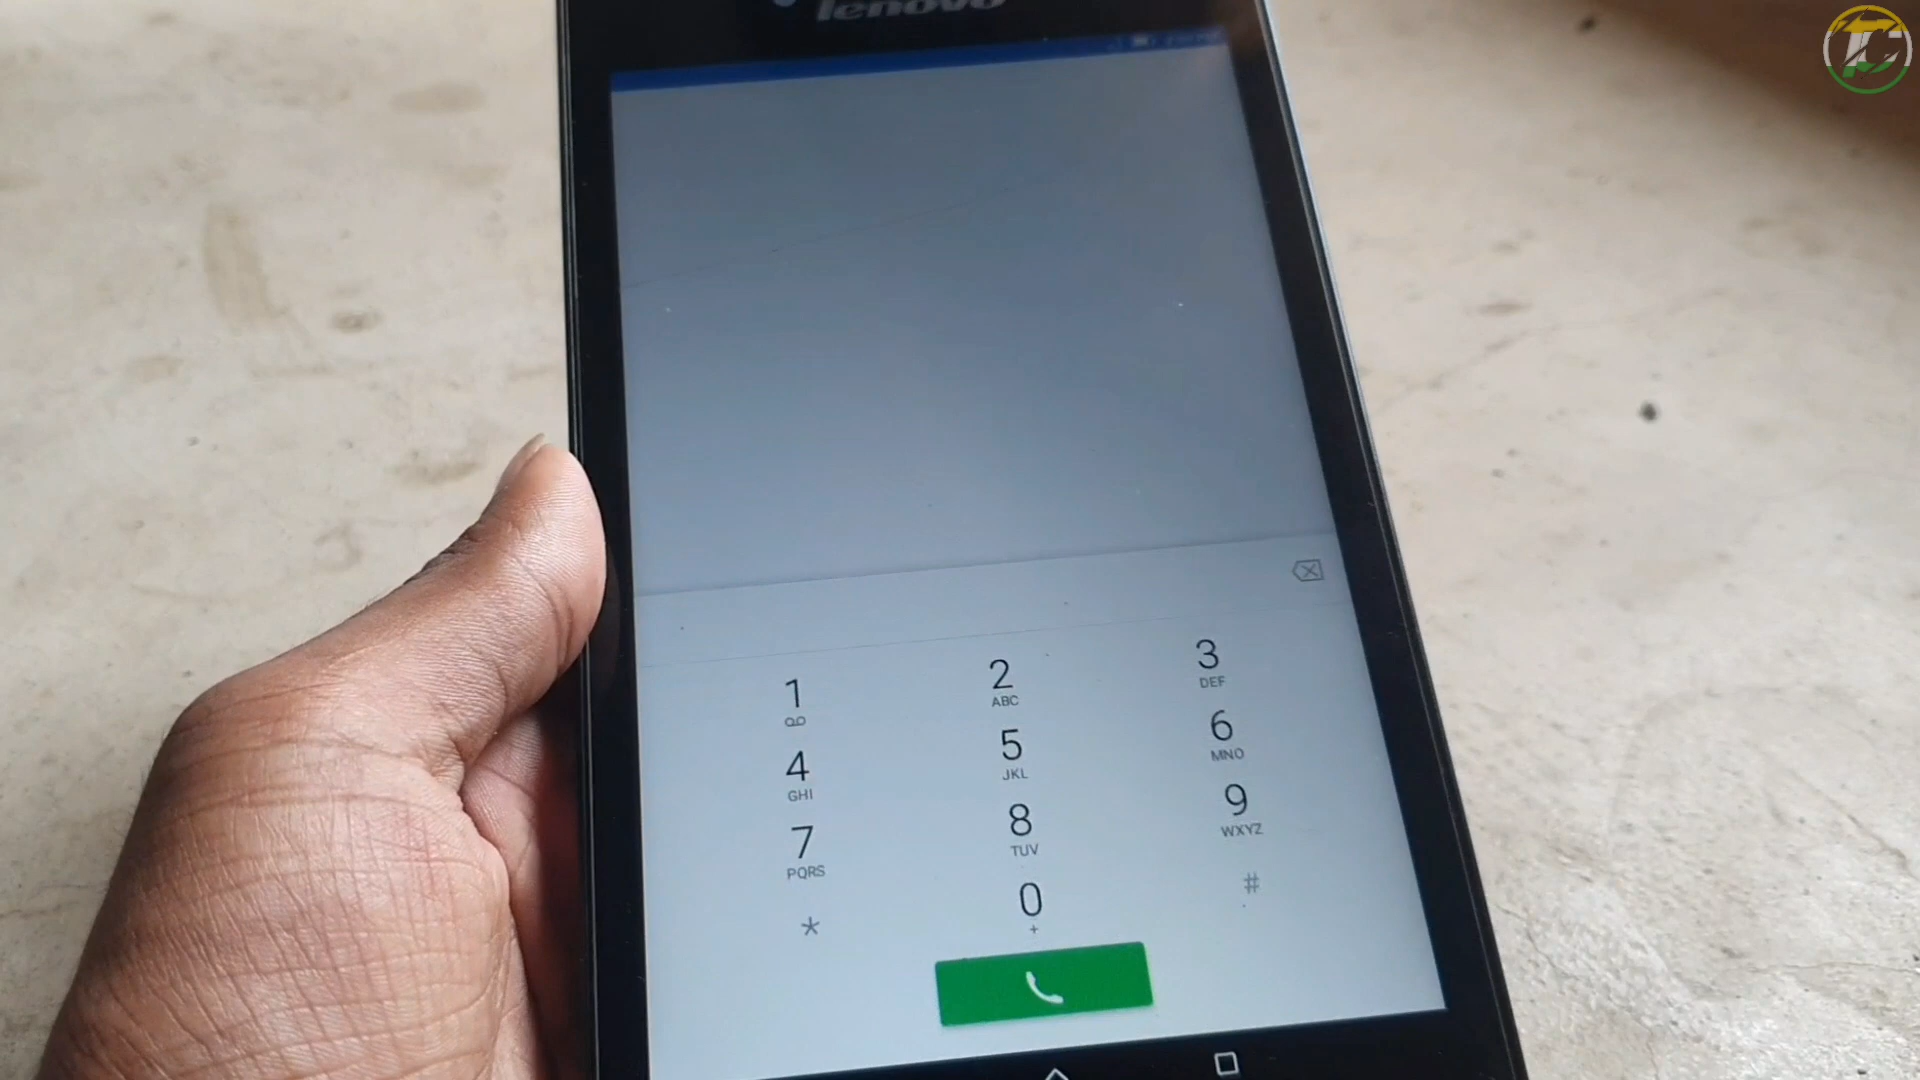 lenovo
1 2 3
ABC DEF
4 5 6
GHI JKL MNO
7 8 9
PQRS TUV WXYZ
* 0 #
+
TC